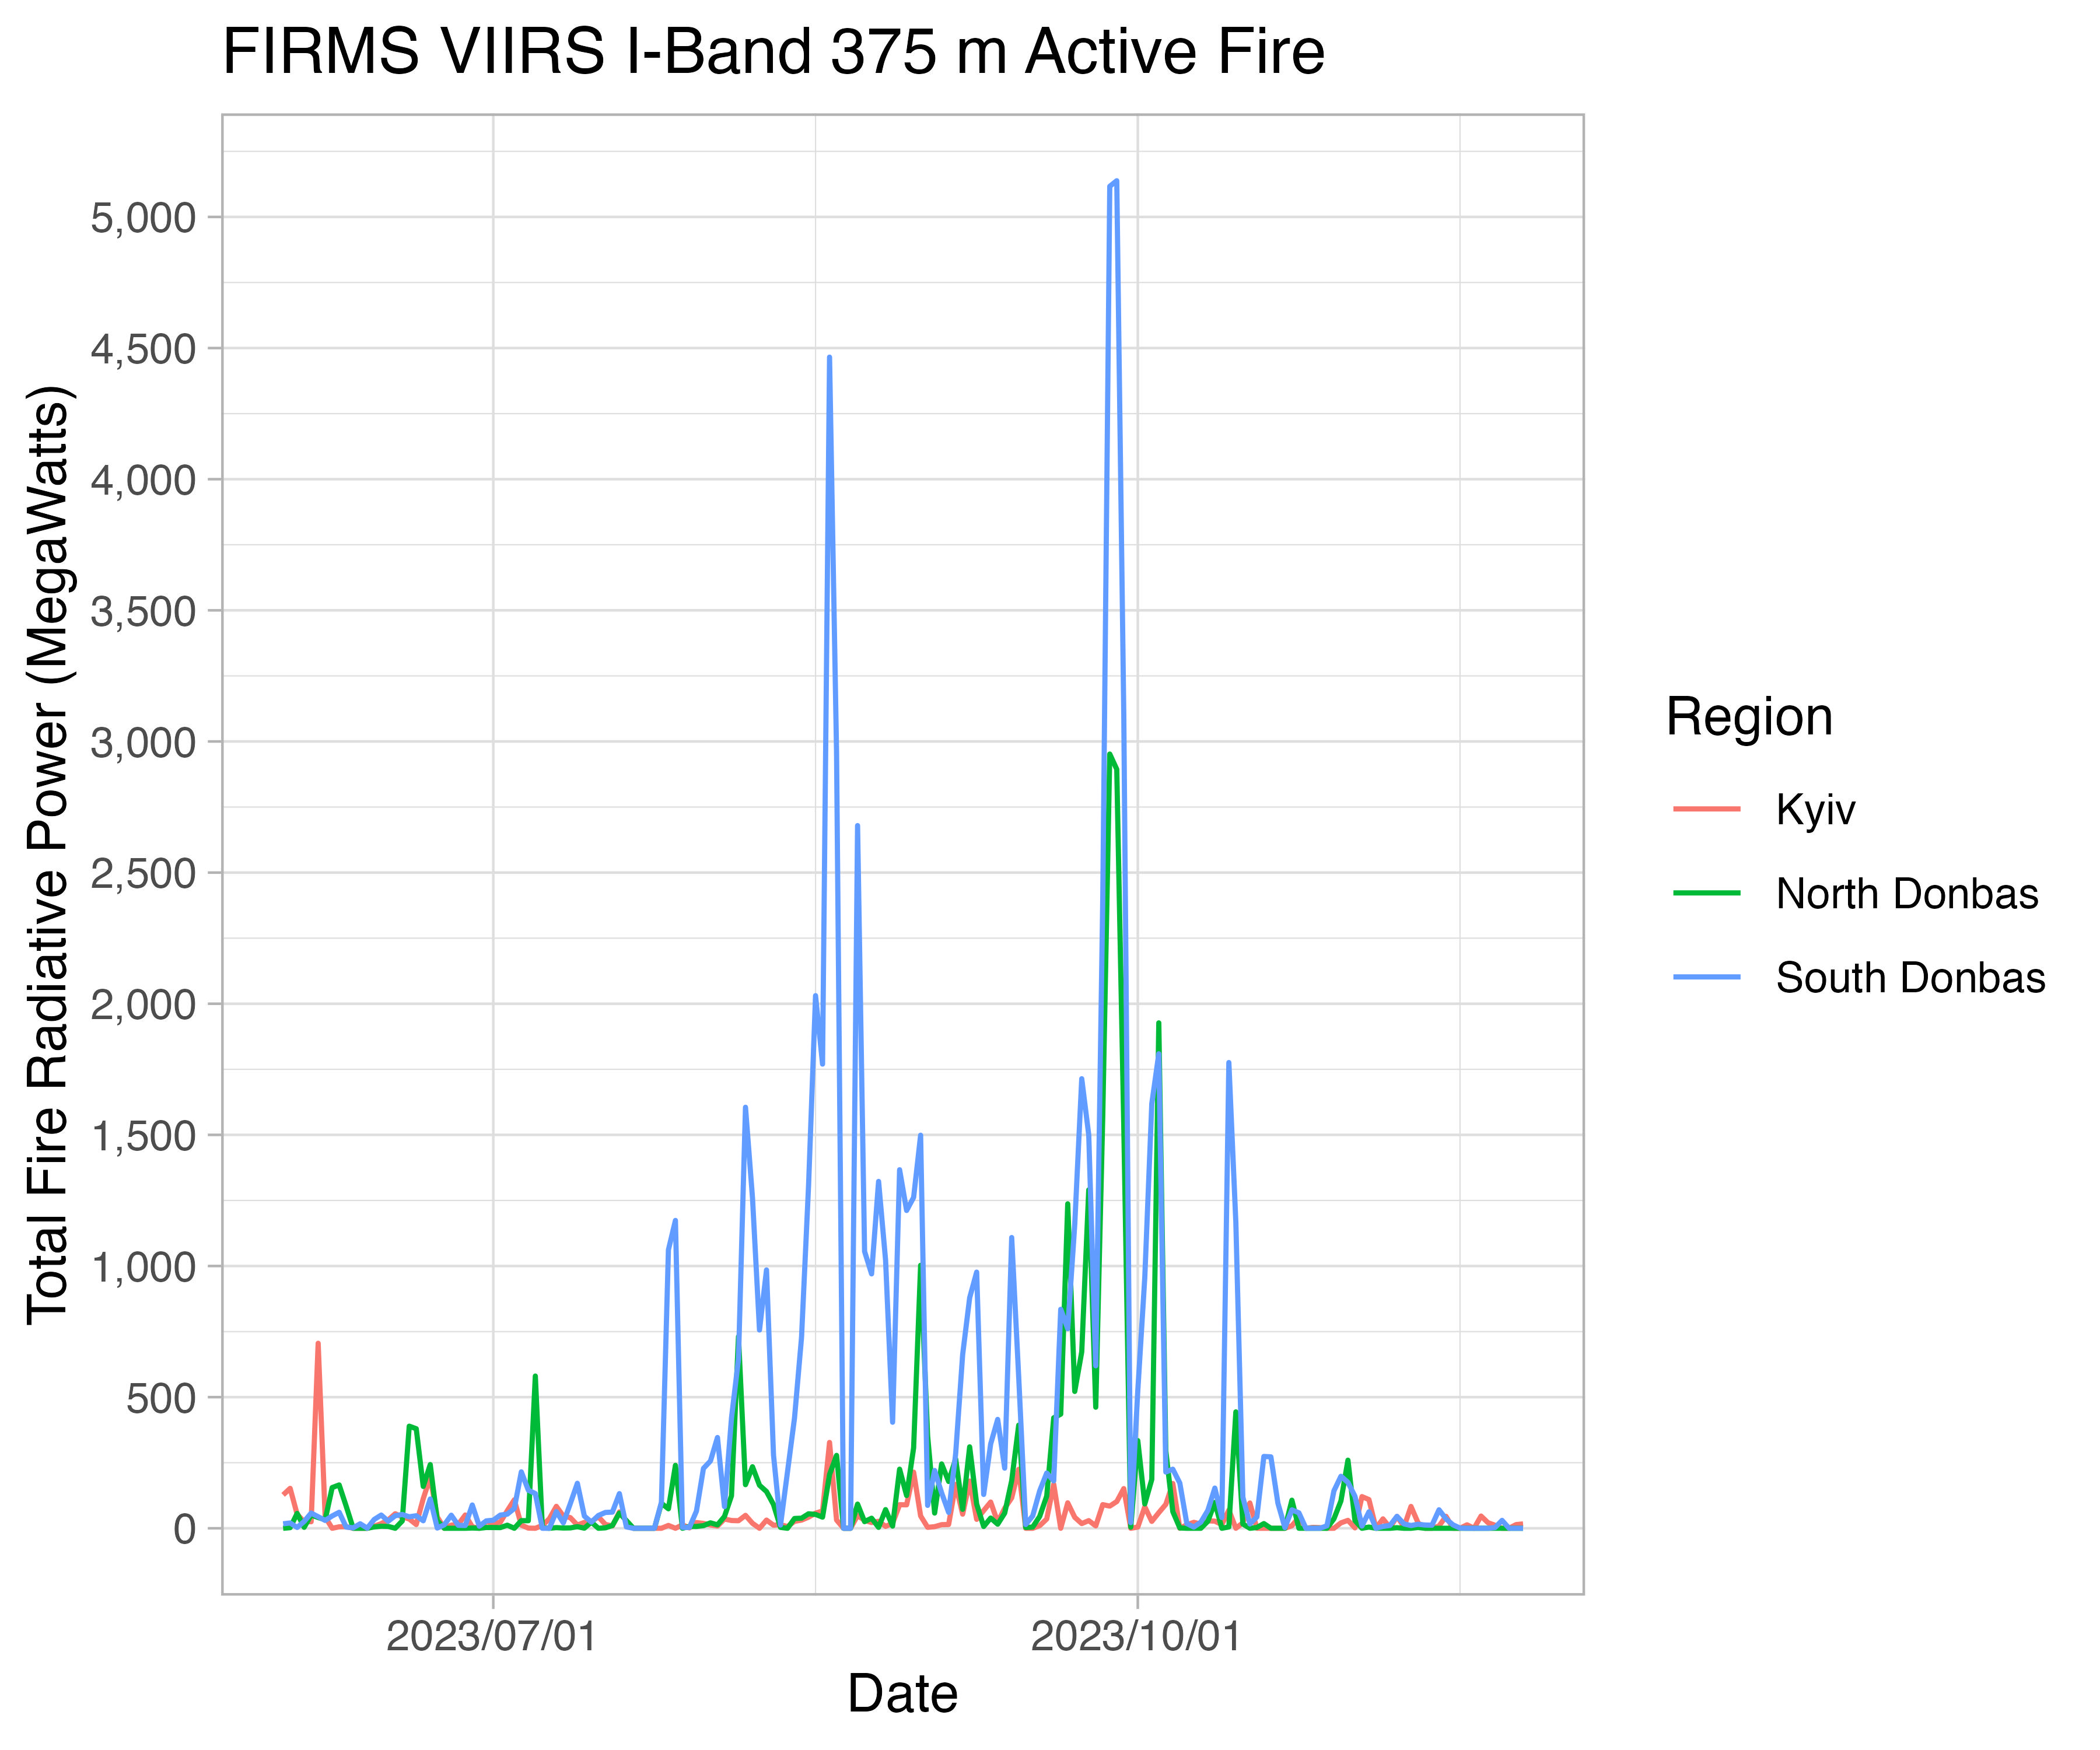 FIRMS VIIRS I-Band 375 m Active Fire
Total Fire Radiative Power (MegaWatts)
5,000
4,500
4,000
3,500
3,000
2,500
2,000
1,500
1,000
500
0
2023/07/01
2023/10/01
Date
Region
Kyiv
North Donbas
South Donbas